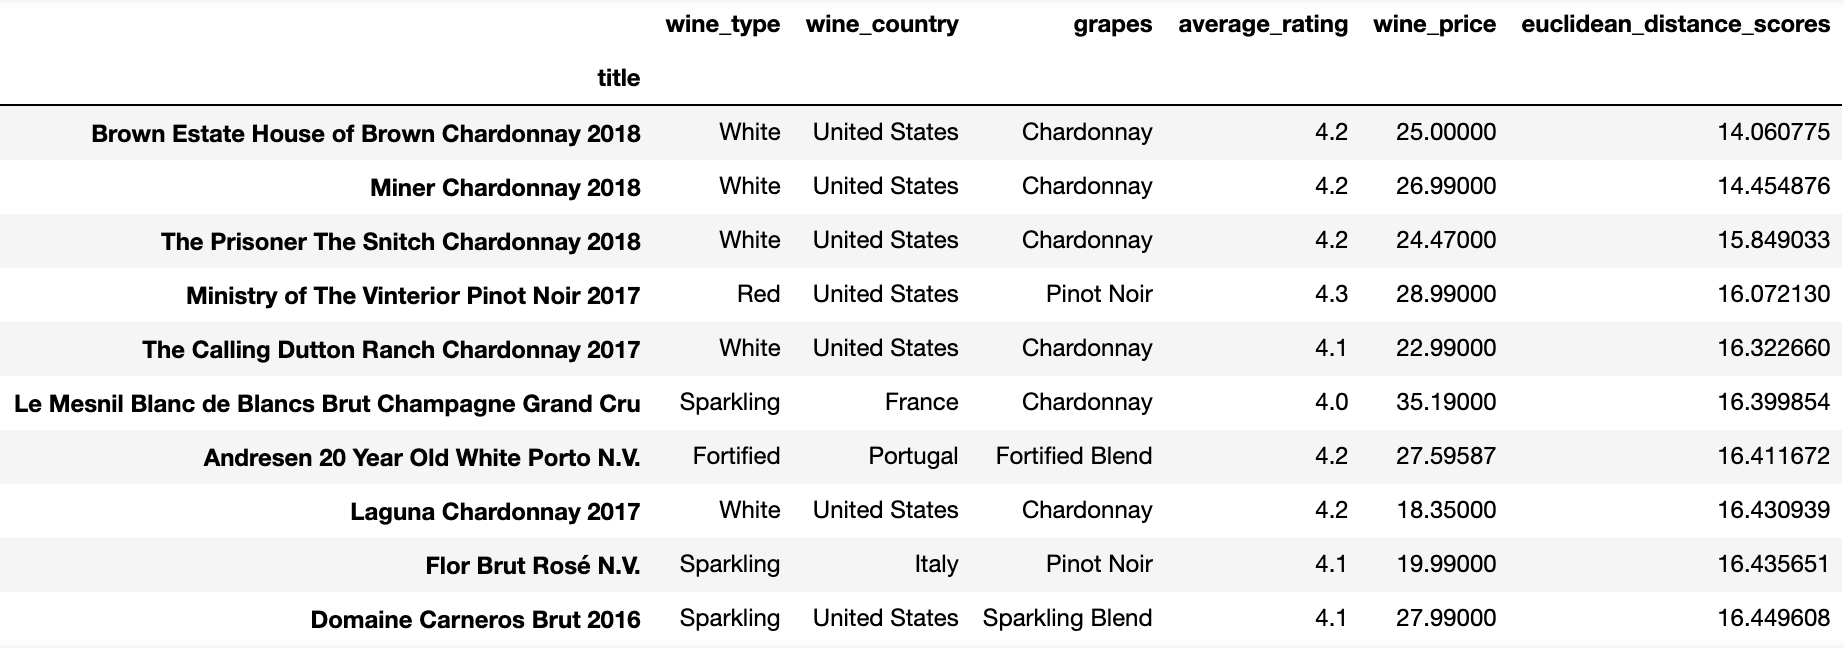 wine_type wine_country grapes average_rating wine_price euclidean_distance_scores
title
Brown Estate House of Brown Chardonnay 2018 White United States Chardonnay 4.2 25.00000 14.060775
Miner Chardonnay 2018 White United States Chardonnay 4.2 26.99000 14.454876
The Prisoner The Snitch Chardonnay 2018 White United States Chardonnay 4.2 24.47000 15.849033
Ministry of The Vinterior Pinot Noir 2017 Red United States Pinot Noir 4.3 28.99000 16.072130
The Calling Dutton Ranch Chardonnay 2017 White United States Chardonnay 4.1 22.99000 16.322660
Le Mesnil Blanc de Blancs Brut Champagne Grand Cru Sparkling France Chardonnay 4.0 35.19000 16.399854
Andresen 20 Year Old White Porto N.V. Fortified Portugal Fortified Blend 4.2 27.59587 16.411672
Laguna Chardonnay 2017 White United States Chardonnay 4.2 18.35000 16.430939
Flor Brut Rosé N.V. Sparkling Italy Pinot Noir 4.1 19.99000 16.435651
Domaine Carneros Brut 2016 Sparkling United States Sparkling Blend 4.1 27.99000 16.449608